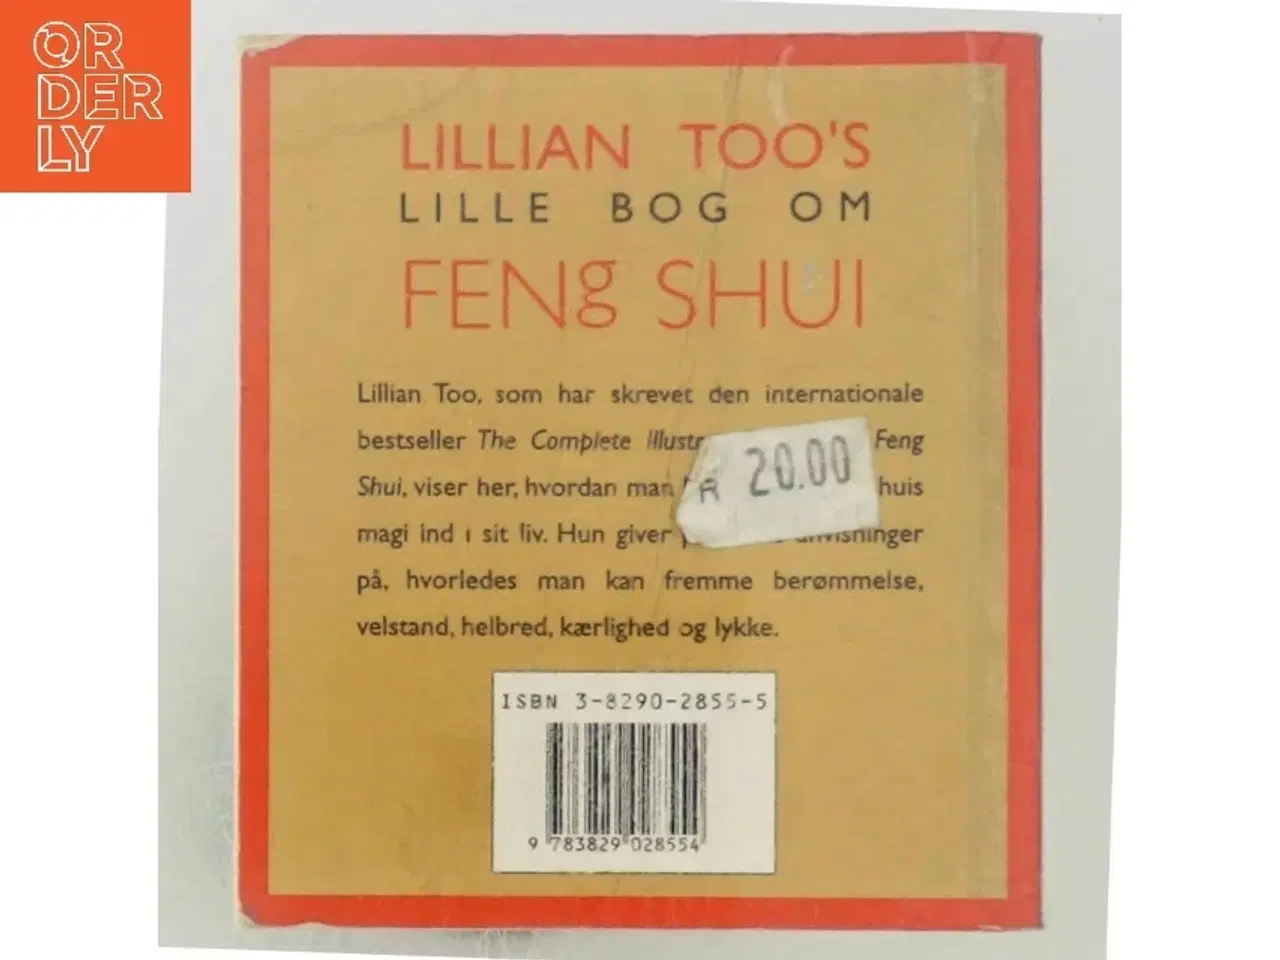 ORDERLY
LILLIAN TOO'S
LILLE BOG OM
FENg SHUI
Lillian Too, som har skrevet den internationale
bestseller The Complete Feng
Shui, viser her, hvordan man huis
magi ind i sit liv. Hun giver anvisninger
på, hvorledes man kan fremme berømmelse,
velstand, helbred, kærlighed og lykke.
20.00
ISBN 3-8290-2855-5
9 783829 028554